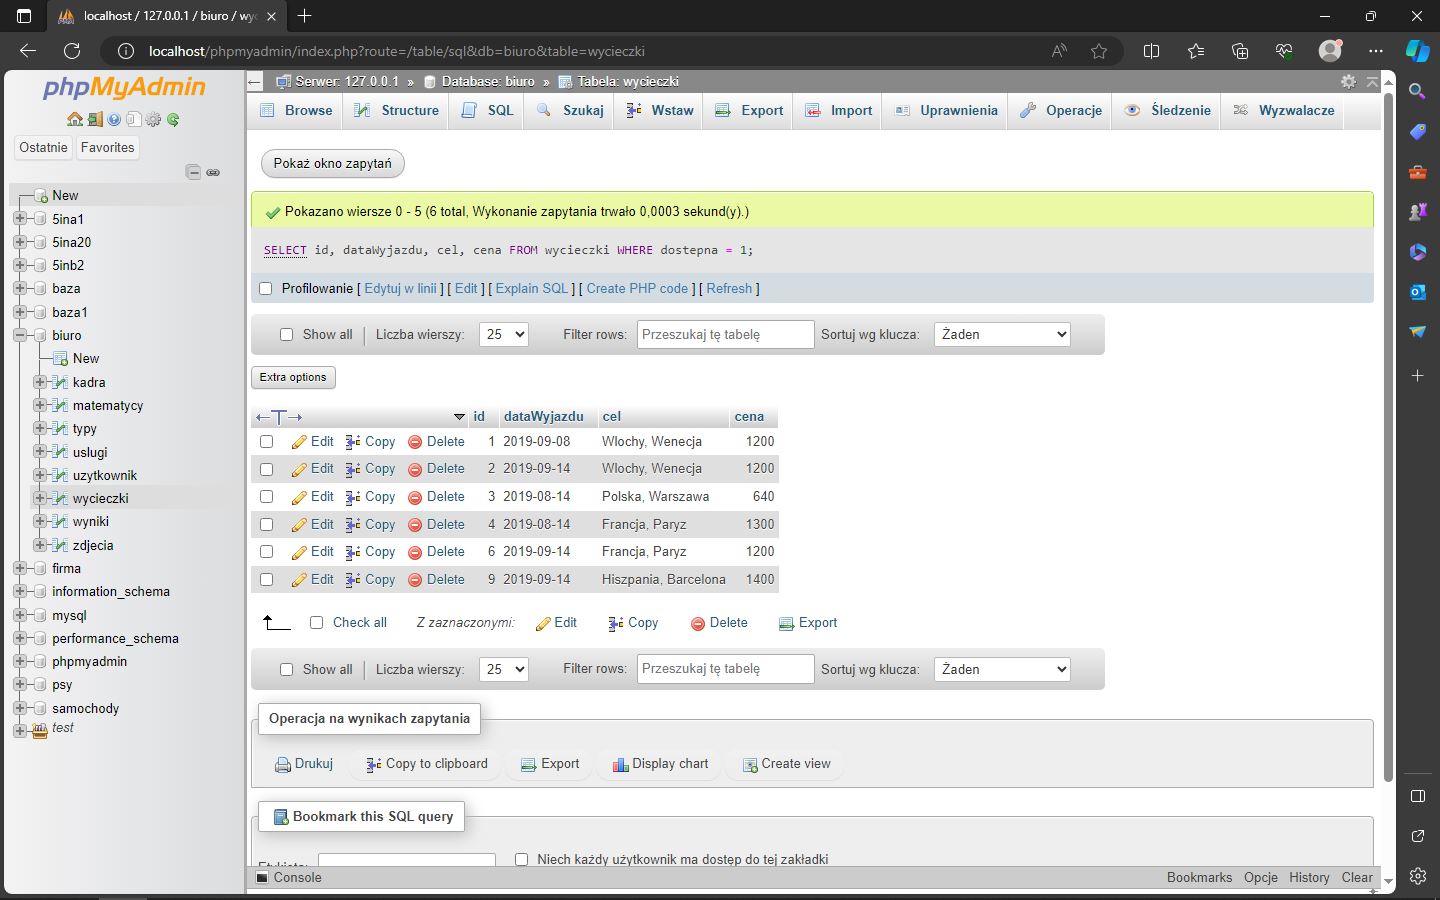 localhost / 127.0.0.1 / biuro / wyc
localhost/phpmyadmin/index.php?route=/table/sql&db=biuro&table=wycieczki
phpMyAdmin
Ostatnie Favorites
New
5ina1
5ina20
5inb2
baza
baza1
biuro
New
kadra
matematycy
typy
uslugi
uzytkownik
wycieczki
wyniki
zdjecia
firma
information_schema
mysql
performance_schema
phpmyadmin
psy
samochody
test
Serwer: 127.0.0.1 » Database: biuro » Tabela: wycieczki
Browse Structure SQL Szukaj Wstaw Export Import Uprawnienia Operacje Śledzenie Wyzwalacze
Pokaż okno zapytań
Pokazano wiersze 0 - 5 (6 total, Wykonanie zapytania trwało 0,0003 sekund(y).)
SELECT id, dataWyjazdu, cel, cena FROM wycieczki WHERE dostepna = 1;
Profilowanie [ Edytuj w linii ] [ Edit ] [ Explain SQL ] [ Create PHP code ] [ Refresh ]
Show all | Liczba wierszy: 25 Filter rows: Przeszukaj tę tabelę Sortuj wg klucza: Żaden
Extra options
id dataWyjazdu cel cena
Edit Copy Delete 1 2019-09-08 Wlochy, Wenecja 1200
Edit Copy Delete 2 2019-09-14 Wlochy, Wenecja 1200
Edit Copy Delete 3 2019-08-14 Polska, Warszawa 640
Edit Copy Delete 4 2019-08-14 Francja, Paryz 1300
Edit Copy Delete 6 2019-09-14 Francja, Paryz 1200
Edit Copy Delete 9 2019-09-14 Hiszpania, Barcelona 1400
Check all Z zaznaczonymi: Edit Copy Delete Export
Show all | Liczba wierszy: 25 Filter rows: Przeszukaj tę tabelę Sortuj wg klucza: Żaden
Operacja na wynikach zapytania
Drukuj Copy to clipboard Export Display chart Create view
Bookmark this SQL query
Etykieta: Niech każdy użytkownik ma dostęp do tej zakładki
Console Bookmarks Opcje History Clear